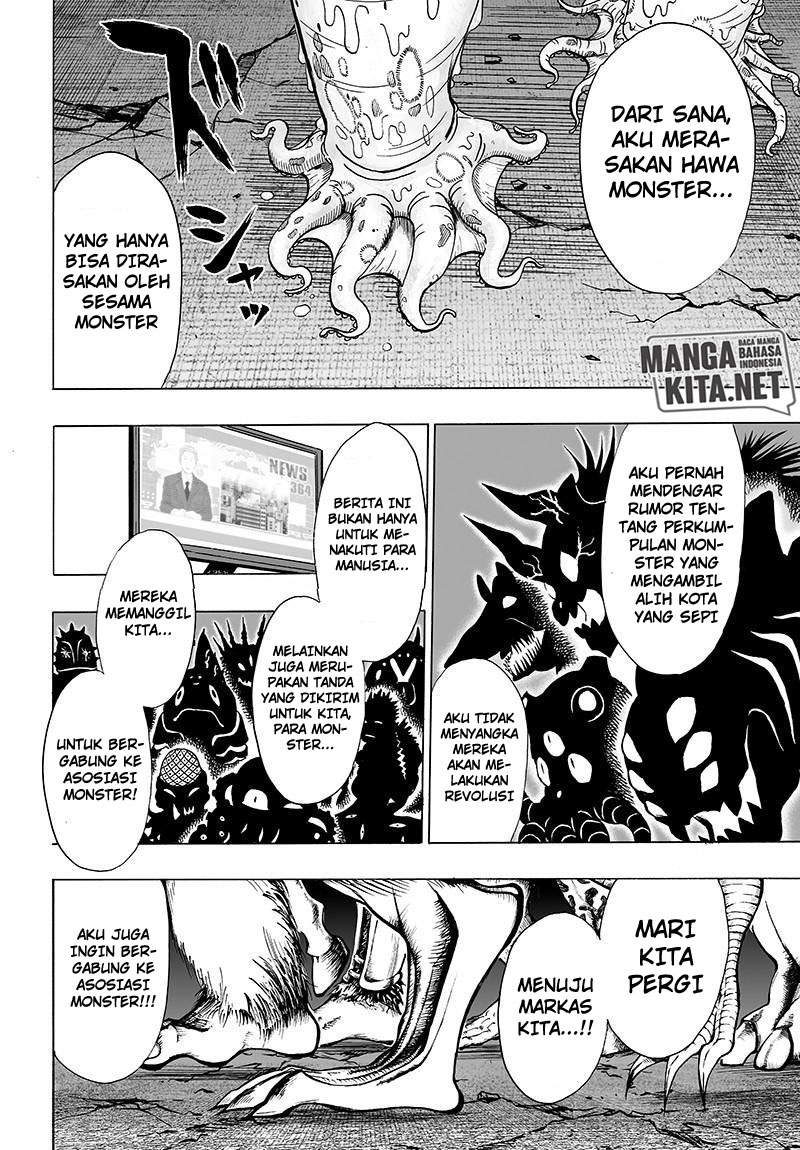 DARI SANA,
AKU MERA-
SAKAN HAWA
MONSTER...
ズ
シャッ
YANG HANYA
BISA DIRA-
SAKAN OLEH
SESAMA
MONSTER
MANGA
KITA.NET
BACA MANGA
BAHASA
INDONESIA
AKU PERNAH
MENDENGAR
RUMOR TEN-
TANG PERKUM-
PULAN MON-
STER YANG
MENGAMBIL
ALIH KOTA
YANG SEPI
AKU TIDAK
MENYANGKA
MEREKA
AKAN ME-
LAKUKAN
REVOLUSI
NEWS
364
BERITA INI
BUKAN HANYA
UNTUK ME-
NAKUTI PARA
MANUSIA...
MELAINKAN
JUGA MERU-
PAKAN TANDA
YANG DIKIRIM
UNTUK KITA,
PARA MON-
STER...
MEREKA
MEMANGGIL
KITA...
UNTUK BER-
GABUNG KE
ASOSIASI
MONSTER!
MARI
KITA
PERGI
MENUJU
MARKAS
KITA...!!
AKU JUGA
INGIN BER-
GABUNG KE
ASOSIASI
MONSTER!!!